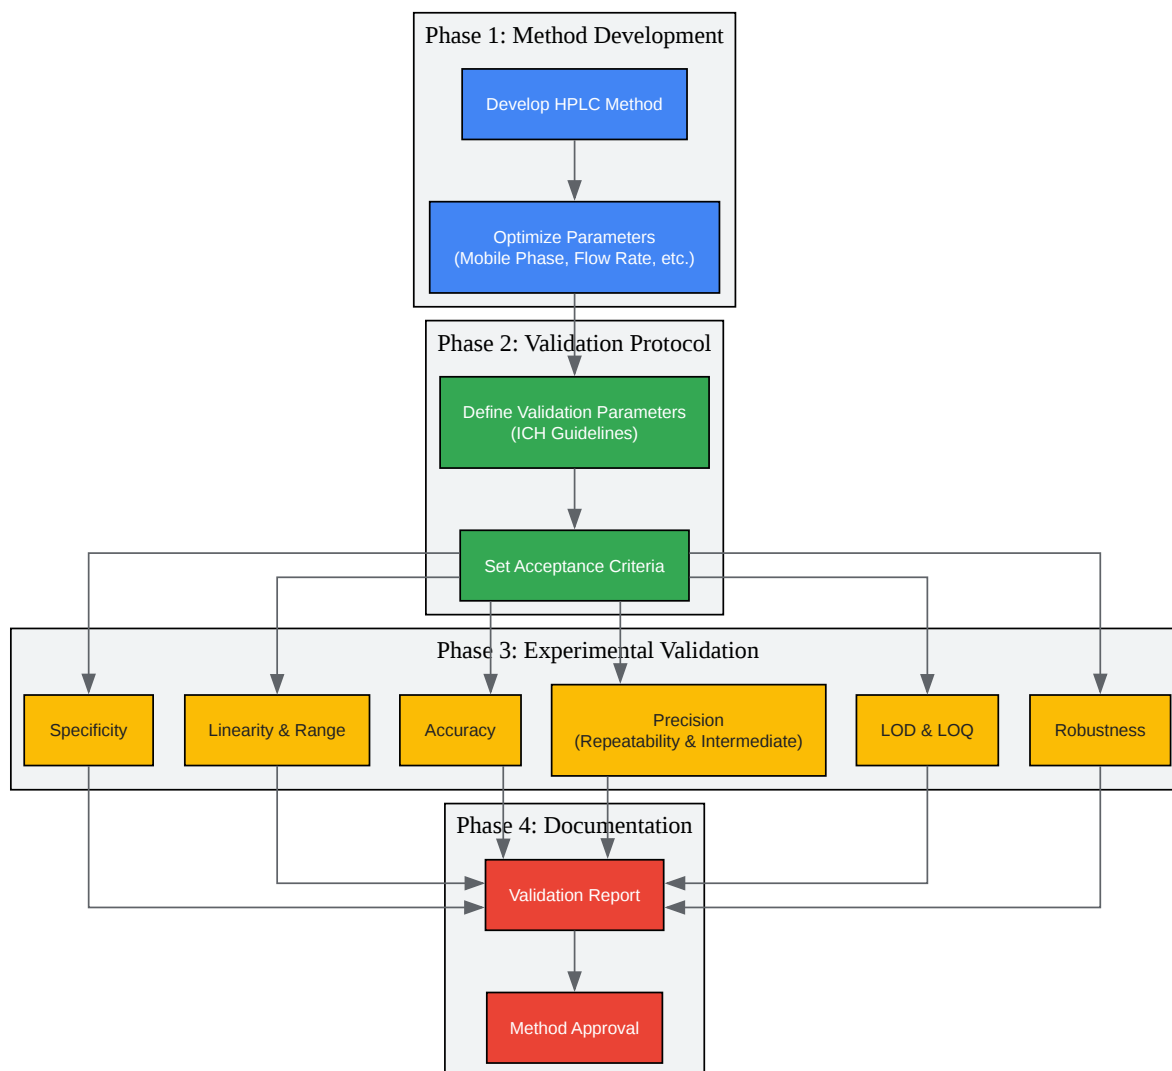 Phase 1: Method Development
Develop HPLC Method
Optimize Parameters
(Mobile Phase, Flow Rate, etc.)
Phase 2: Validation Protocol
Define Validation Parameters
(ICH Guidelines)
Set Acceptance Criteria
Phase 3: Experimental Validation
Specificity
Linearity & Range
Accuracy
Precision
(Repeatability & Intermediate)
LOD & LOQ
Robustness
Phase 4: Documentation
Validation Report
Method Approval